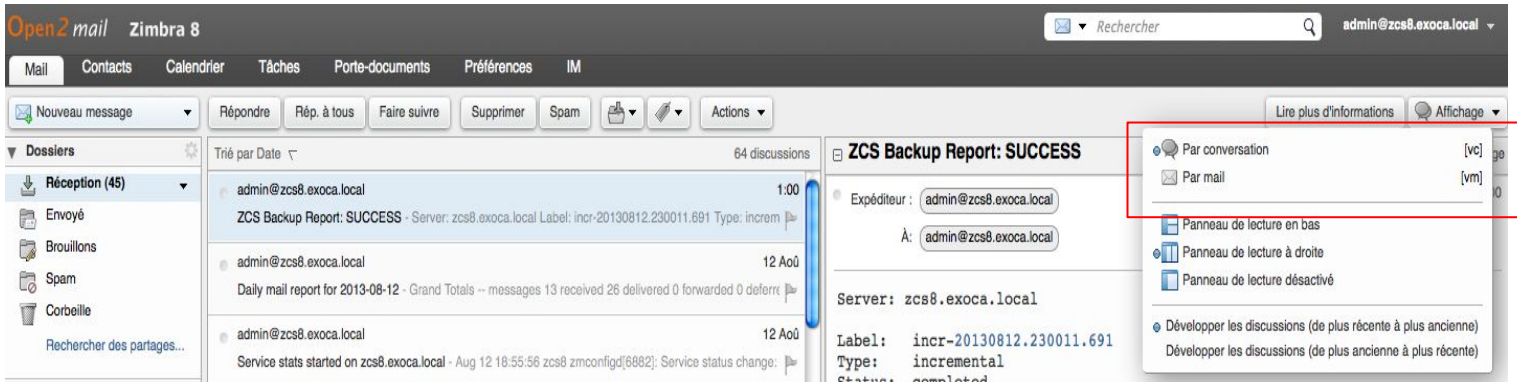 Open2 mail Zimbra 8
Rechercher
admin@zcs8.exoca.local
Mail Contacts Calendrier Tâches Porte-documents Préférences IM
Nouveau message Répondre Rép. à tous Faire suivre Supprimer Spam Actions Lire plus d'informations Affichage
Dossiers
Réception (45)
Envoyé
Brouillons
Spam
Corbeille
Rechercher des partages...
Trié par Date 64 discussions
admin@zcs8.exoca.local 1:00
ZCS Backup Report: SUCCESS - Server: zcs8.exoca.local Label: incr-20130812.230011.691 Type: increm
admin@zcs8.exoca.local 12 Aoû
Daily mail report for 2013-08-12 - Grand Totals -- messages 13 received 26 delivered 0 forwarded 0 deferre
admin@zcs8.exoca.local 12 Aoû
Service stats started on zcs8.exoca.local - Aug 12 18:55:56 zcs8 zmconfigd[6882]: Service status change:
ZCS Backup Report: SUCCESS
Expéditeur : admin@zcs8.exoca.local
À: admin@zcs8.exoca.local
Server: zcs8.exoca.local
Label: incr-20130812.230011.691
Type: incremental
Status: completed
Par conversation [vc]
Par mail [vm]
Panneau de lecture en bas
Panneau de lecture à droite
Panneau de lecture désactivé
Développer les discussions (de plus récente à plus ancienne)
Développer les discussions (de plus ancienne à plus récente)